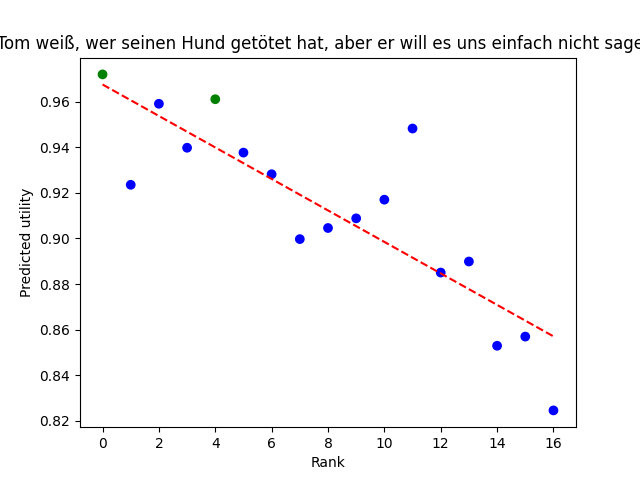 Tom weiß, wer seinen Hund getötet hat, aber er will es uns einfach nicht sage
Predicted utility
0.96
0.94
0.92
0.90
0.88
0.86
0.84
0.82
0 2 4 6 8 10 12 14 16
Rank